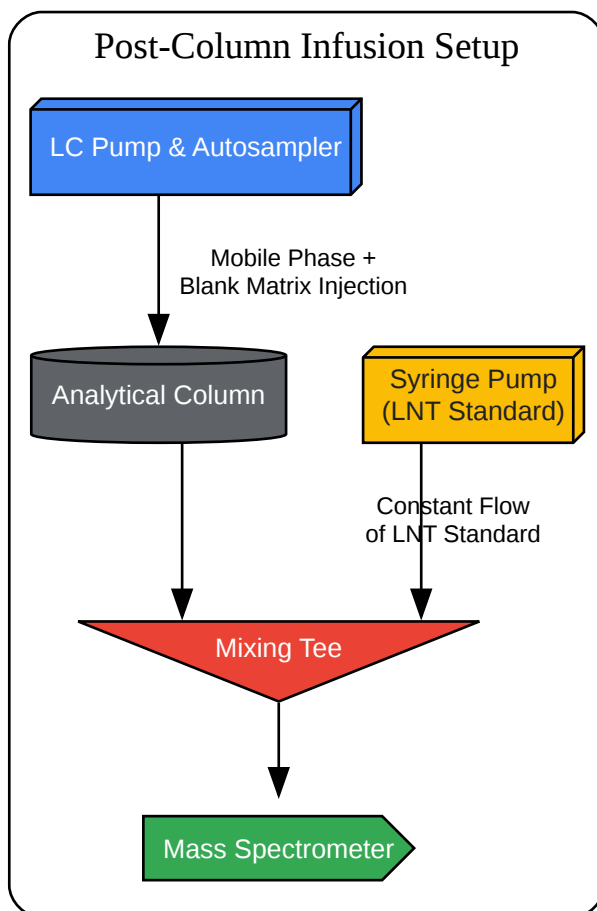 Post-Column Infusion Setup
LC Pump & Autosampler
Mobile Phase +
Blank Matrix Injection
Analytical Column
Syringe Pump
(LNT Standard)
Constant Flow
of LNT Standard
Mixing Tee
Mass Spectrometer